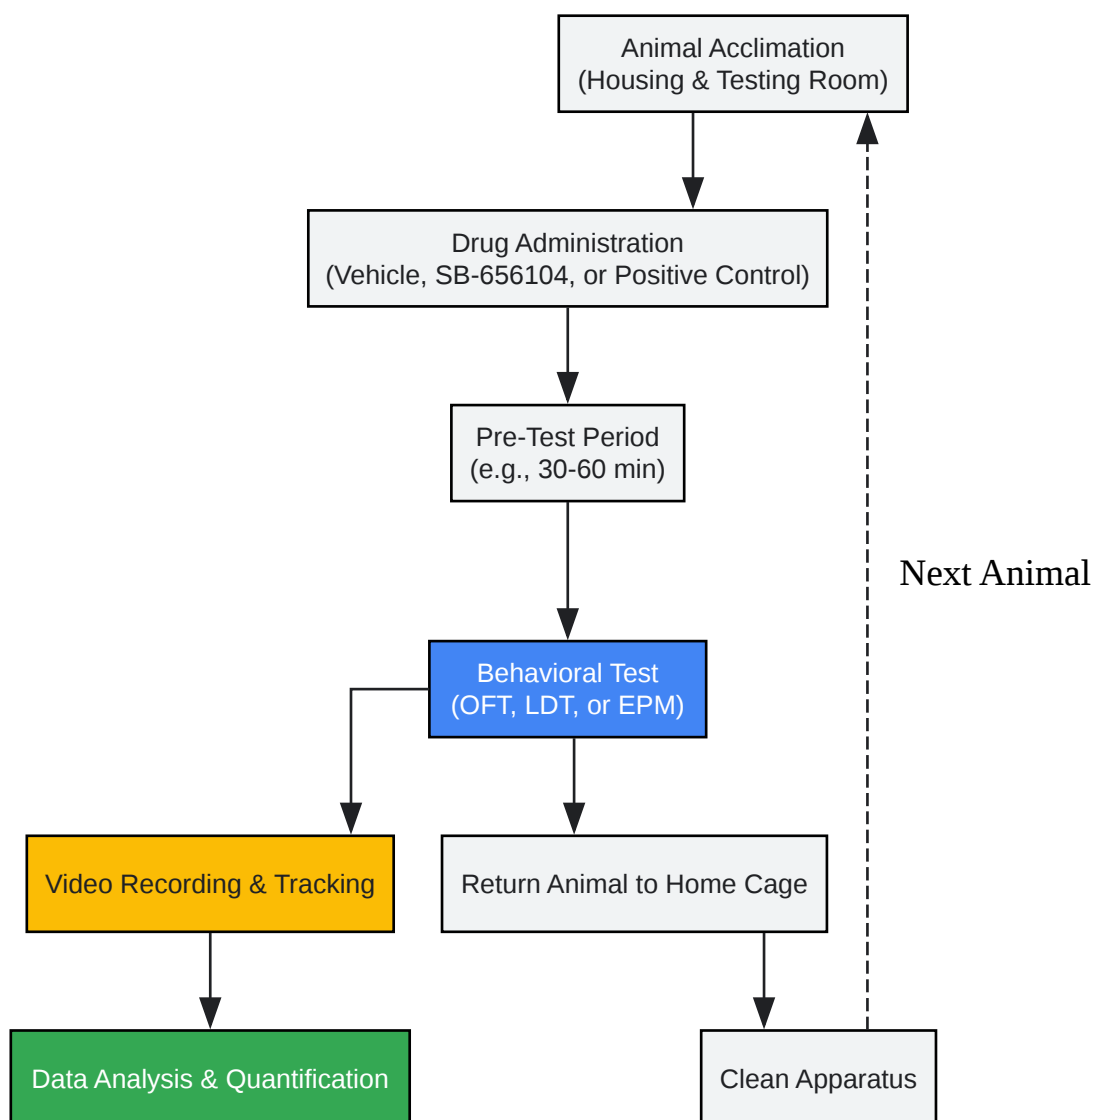 Animal Acclimation
(Housing & Testing Room)
Drug Administration
(Vehicle, SB-656104, or Positive Control)
Pre-Test Period
(e.g., 30-60 min)
Next Animal
Behavioral Test
(OFT, LDT, or EPM)
Video Recording & Tracking
Return Animal to Home Cage
Data Analysis & Quantification
Clean Apparatus